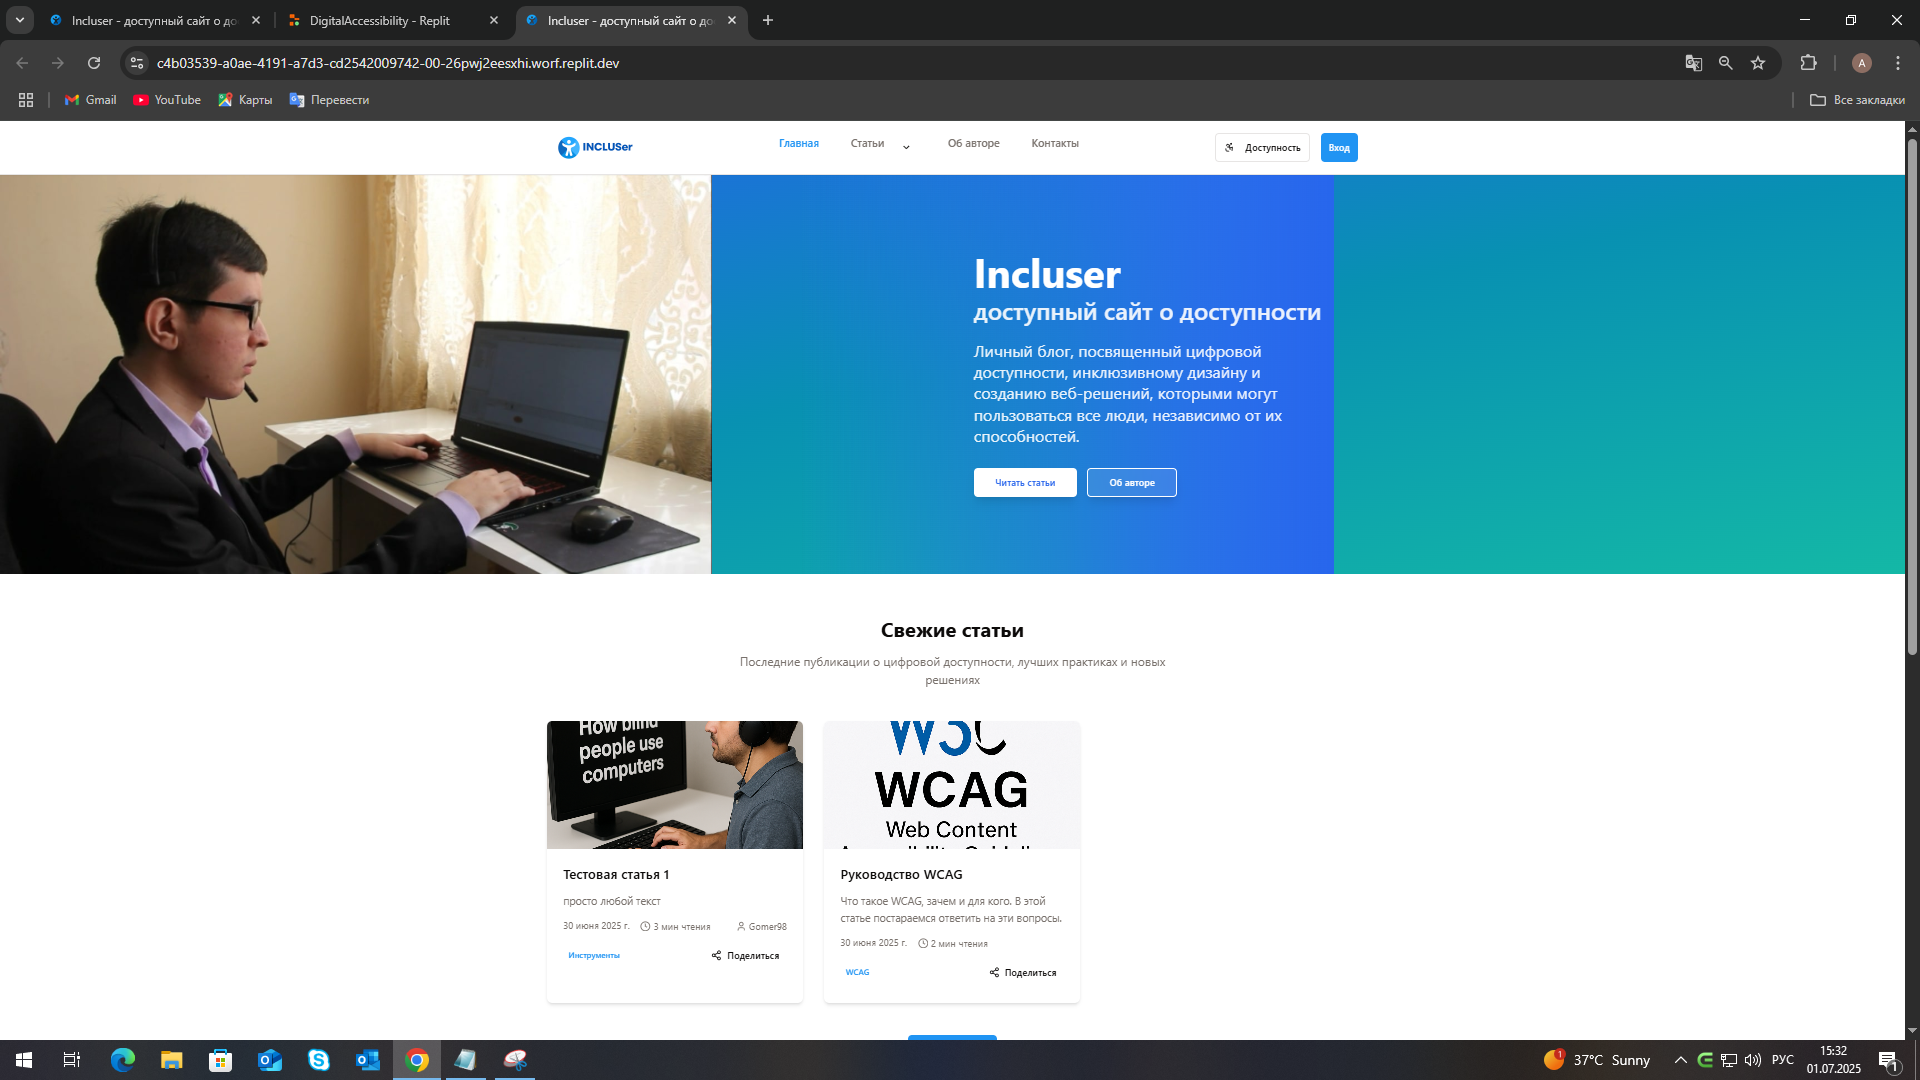 Incluser - доступный сайт о до
DigitalAccessibility - Replit
Incluser - доступный сайт о до
c4b03539-a0ae-4191-a7d3-cd2542009742-00-26pwj2eesxhi.worf.replit.dev
A
Gmail
YouTube
Карты
Перевести
Все закладки
INCLUSer
Главная
Статьи
Об авторе
Контакты
Доступность
Вход
Incluser
доступный сайт о доступности
Личный блог, посвященный цифровой
доступности, инклюзивному дизайну и
созданию веб-решений, которыми могут
пользоваться все люди, независимо от их
способностей.
Читать статьи
Об авторе
Свежие статьи
Последние публикации о цифровой доступности, лучших практиках и новых
решениях
How blind
people use
computers
Тестовая статья 1
просто любой текст
30 июня 2025 г.
3 мин чтения
Gomer98
Инструменты
Поделиться
W3C
WCAG
Web Content
Руководство WCAG
Что такое WCAG, зачем и для кого. В этой
статье постараемся ответить на эти вопросы.
30 июня 2025 г.
2 мин чтения
WCAG
Поделиться
1
37°C Sunny
РУС
15:32
01.07.2025
1